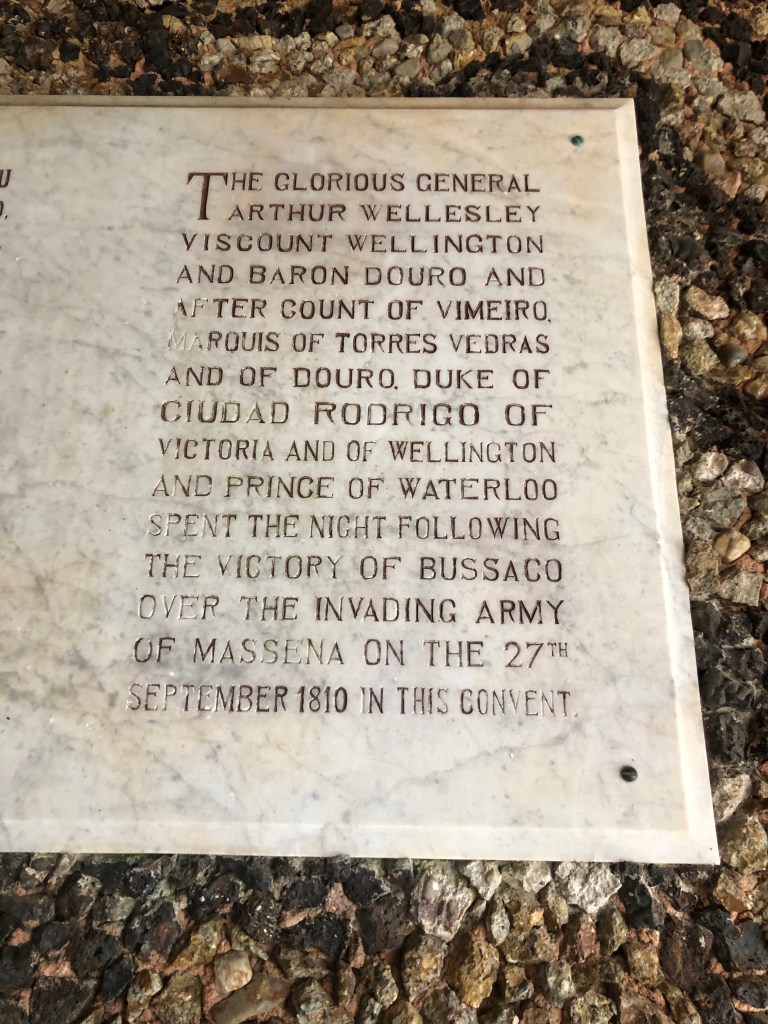 THE GLORIOUS GENERAL
ARTHUR WELLESLEY
VISCOUNT WELLINGTON
AND BARON DOURO AND
AFTER COUNT OF VIMEIRO,
MARQUIS OF TORRES VEDRAS
AND OF DOURO, DUKE OF
CIUDAD RODRIGO OF
VICTORIA AND OF WELLINGTON
AND PRINCE OF WATERLOO
SPENT THE NIGHT FOLLOWING
THE VICTORY OF BUSSACO
OVER THE INVADING ARMY
OF MASSENA ON THE 27TH
SEPTEMBER 1810 IN THIS CONVENT.